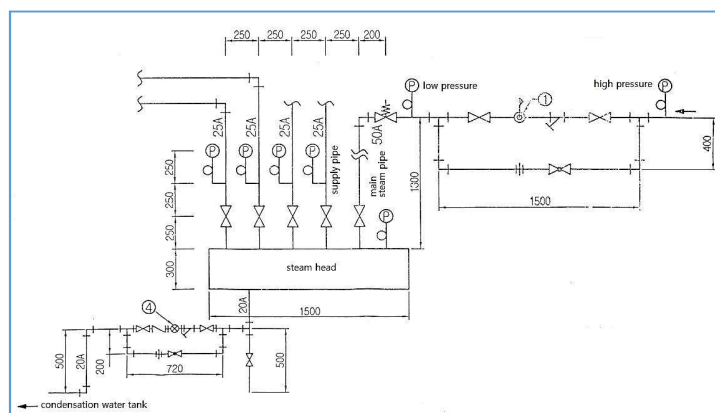 250 250 250 250 200
P low pressure
high pressure P
①
50A
400
25A 25A 25A 25A
P P P P
supply pipe
main
steam pipe
1300
1500
250
250
250
P
300
steam head
20A
1500
④
500
20A
200
720
500
condensation water tank